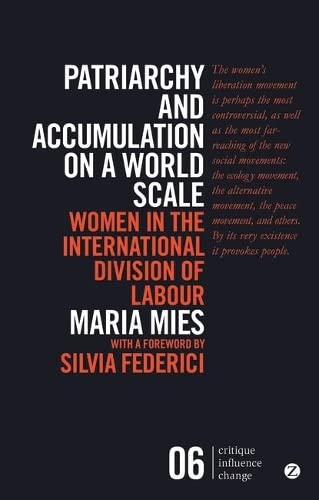 PATRIARCHY
AND
ACCUMULATION
ON A WORLD
SCALE
WOMEN IN THE
INTERNATIONAL
DIVISION OF
LABOUR
MARIA MIES
WITH A FOREWORD BY
SILVIA FEDERICI
The women's
liberation movement
is perhaps the most
controversial, as well
as the most far-
reaching of the new
social movements:
the ecology movement,
the alternative
movement, the peace
movement, and others.
By its very existence
it provokes people.
06
critique
influence
change
Z